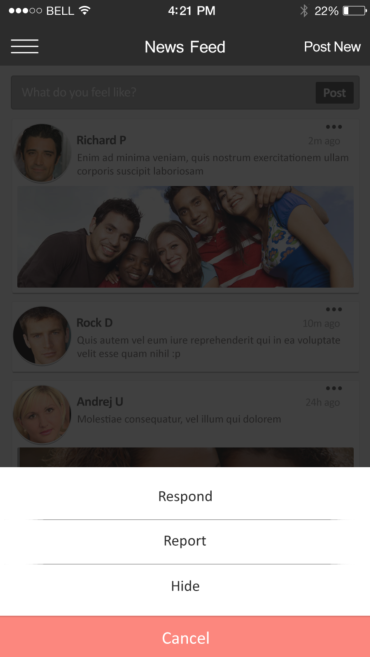 BELL 4:21 PM 22%
News Feed Post New
What do you feel like? Post
Richard P 2m ago
Enim ad minima veniam, quis nostrum exercitationem ullam
corporis suscipit laboriosam
Rock D 10m ago
Quis autem vel eum iure reprehenderit qui in ea voluptate
velit esse quam nihil :p
Andrej U 24h ago
Molestiae consequatur, vel illum qui dolorem
Respond
Report
Hide
Cancel